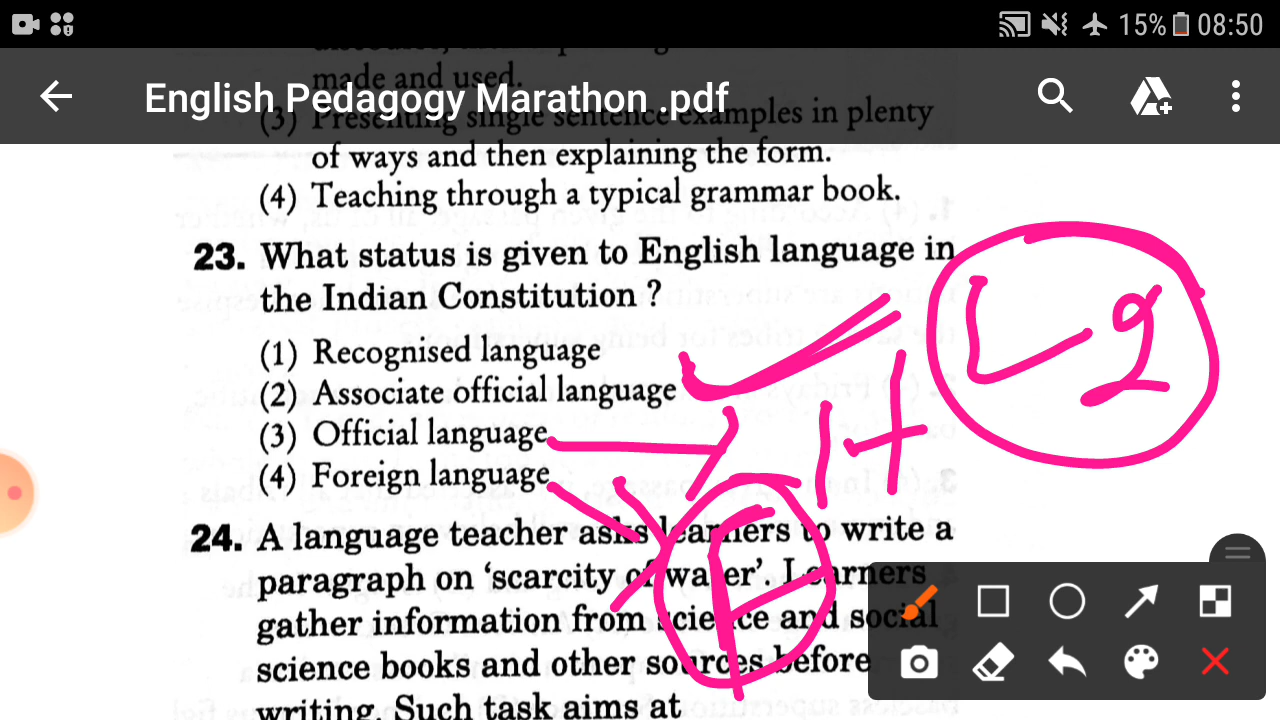 15% 08:50
English Pedagogy Marathon .pdf
made and used.
(3) Presenting single sentence examples in plenty
of ways and then explaining the form.
(4) Teaching through a typical grammar book.
23. What status is given to English language in
the Indian Constitution ?
(1) Recognised language
(2) Associate official language
(3) Official language
(4) Foreign language
L 2
H
F
24. A language teacher asks learners to write a
paragraph on ‘scarcity of water’. Learners
gather information from science and social
science books and other sources before
writing. Such task aims at